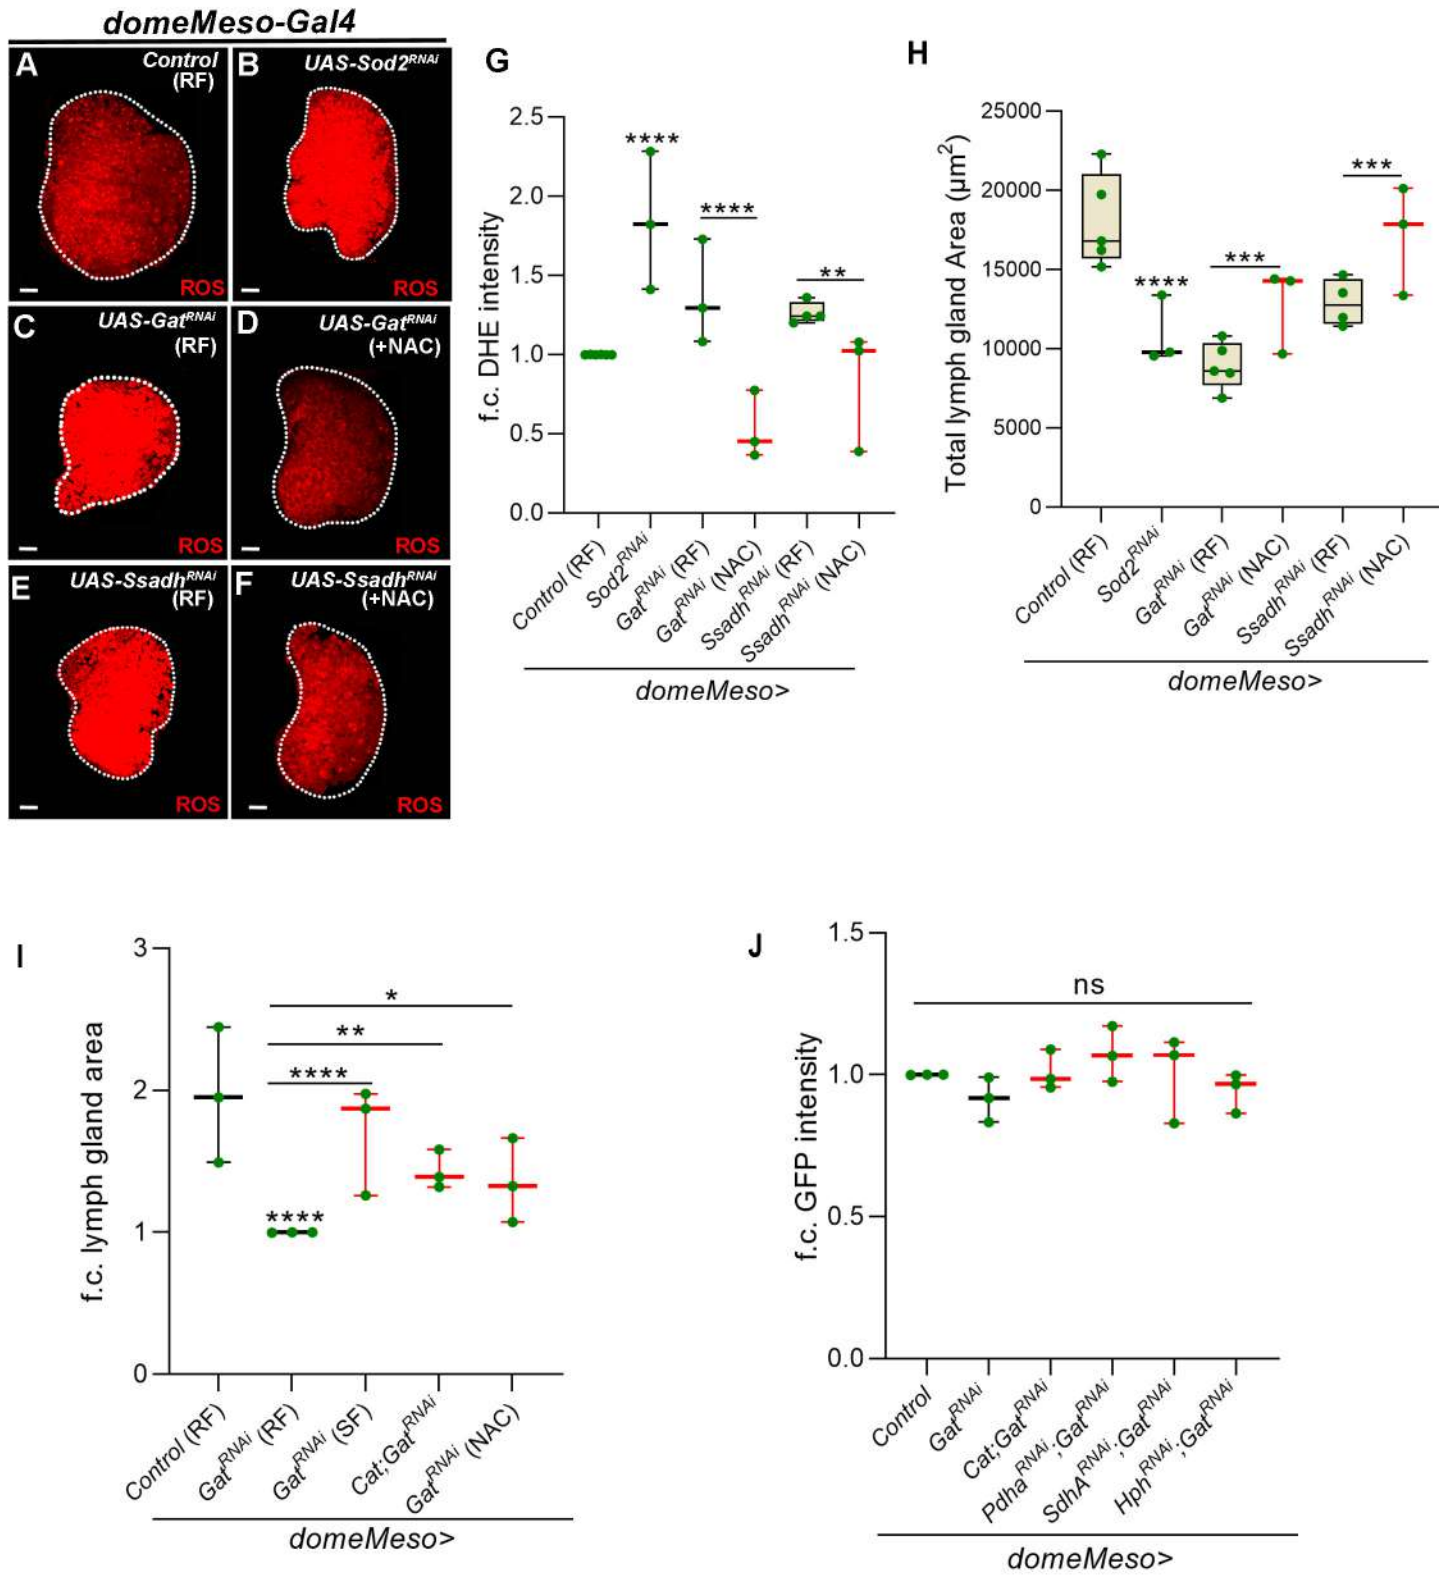 domeMeso-Gal4
A
Control
(RF)
ROS
B
UAS-Sod2RNAi
ROS
C
UAS-GatRNAi
(RF)
ROS
D
UAS-GatRNAi
(+NAC)
ROS
E
UAS-SsadhRNAi
(RF)
ROS
F
UAS-SsadhRNAi
(+NAC)
ROS
G
f.c. DHE intensity
2.5
2.0
1.5
1.0
0.5
0.0
****
****
**
Control (RF)
Sod2RNAi
GatRNAi (RF)
GatRNAi (NAC)
SsadhRNAi (RF)
SsadhRNAi (NAC)
domeMeso>
H
Total lymph gland Area (µm2)
25000
20000
15000
10000
5000
0
****
***
***
Control (RF)
Sod2RNAi
GatRNAi (RF)
GatRNAi (NAC)
SsadhRNAi (RF)
SsadhRNAi (NAC)
domeMeso>
I
f.c. lymph gland area
3
2
1
0
*
**
****
****
Control (RF)
GatRNAi (RF)
GatRNAi (SF)
Cat;GatRNAi
GatRNAi (NAC)
domeMeso>
J
f.c. GFP intensity
1.5
1.0
0.5
0.0
ns
Control
GatRNAi
Cat;GatRNAi
PdhaRNAi;GatRNAi
SdhARNAi;GatRNAi
HphRNAi;GatRNAi
domeMeso>